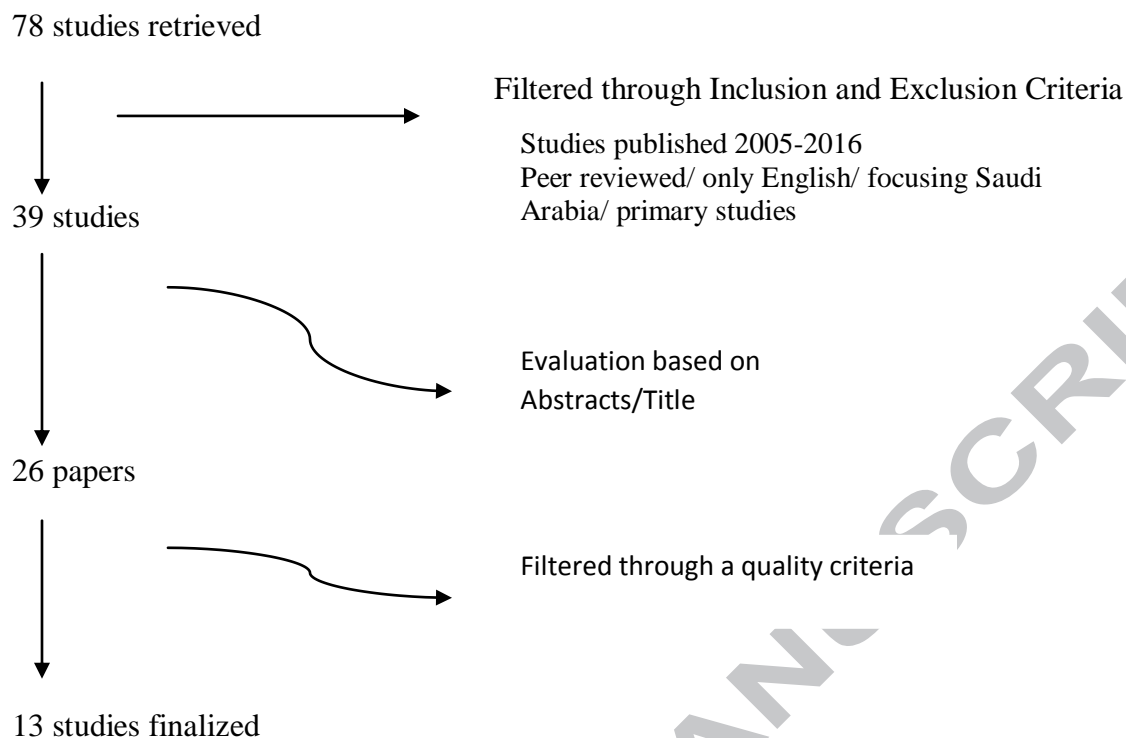 78 studies retrieved
Filtered through Inclusion and Exclusion Criteria
Studies published 2005-2016
Peer reviewed/ only English/ focusing Saudi
Arabia/ primary studies
39 studies
Evaluation based on
Abstracts/Title
26 papers
Filtered through a quality criteria
13 studies finalized